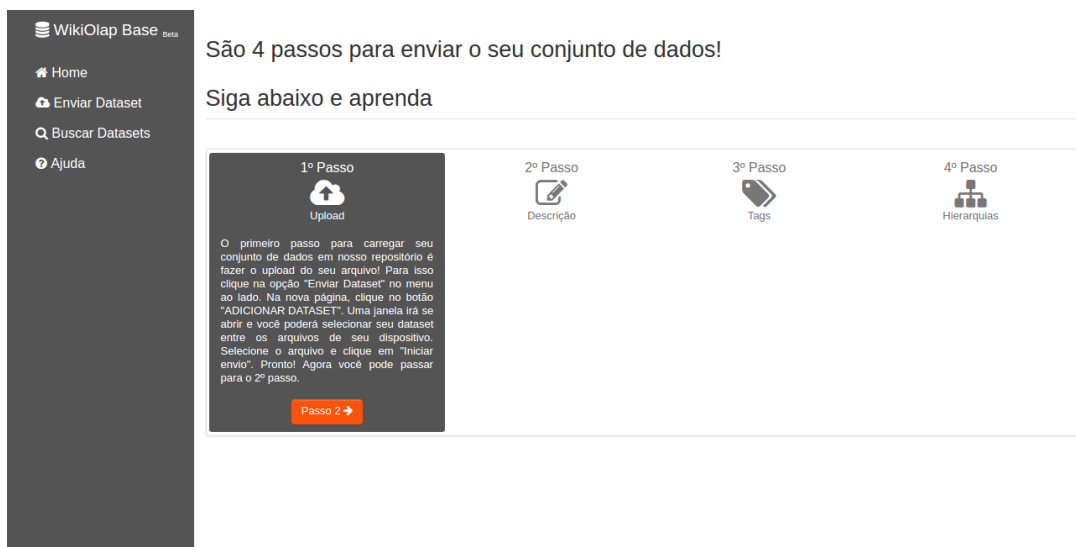 WikiOlap Base Beta
Home
Enviar Dataset
Buscar Datasets
Ajuda
São 4 passos para enviar o seu conjunto de dados!
Siga abaixo e aprenda
1º Passo
Upload
O primeiro passo para carregar seu
conjunto de dados em nosso repositório é
fazer o upload do seu arquivo! Para isso
clique na opção "Enviar Dataset" no menu
ao lado. Na nova página, clique no botão
"ADICIONAR DATASET". Uma janela irá se
abrir e você poderá selecionar seu dataset
entre os arquivos de seu dispositivo.
Selecione o arquivo e clique em "Iniciar
envio". Pronto! Agora você pode passar
para o 2º passo.
Passo 2
2º Passo
Descrição
3º Passo
Tags
4º Passo
Hierarquias